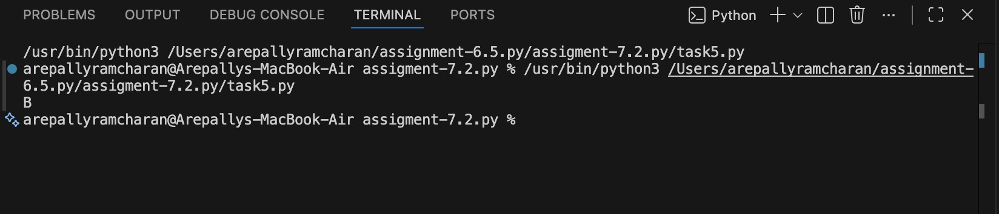 PROBLEMS OUTPUT DEBUG CONSOLE TERMINAL PORTS Python
/usr/bin/python3 /Users/arepallyramcharan/assignment-6.5.py/assigment-7.2.py/task5.py
arepallyramcharan@Arepallys-MacBook-Air assigment-7.2.py % /usr/bin/python3 /Users/arepallyramcharan/assignment-
6.5.py/assigment-7.2.py/task5.py
B
arepallyramcharan@Arepallys-MacBook-Air assigment-7.2.py %